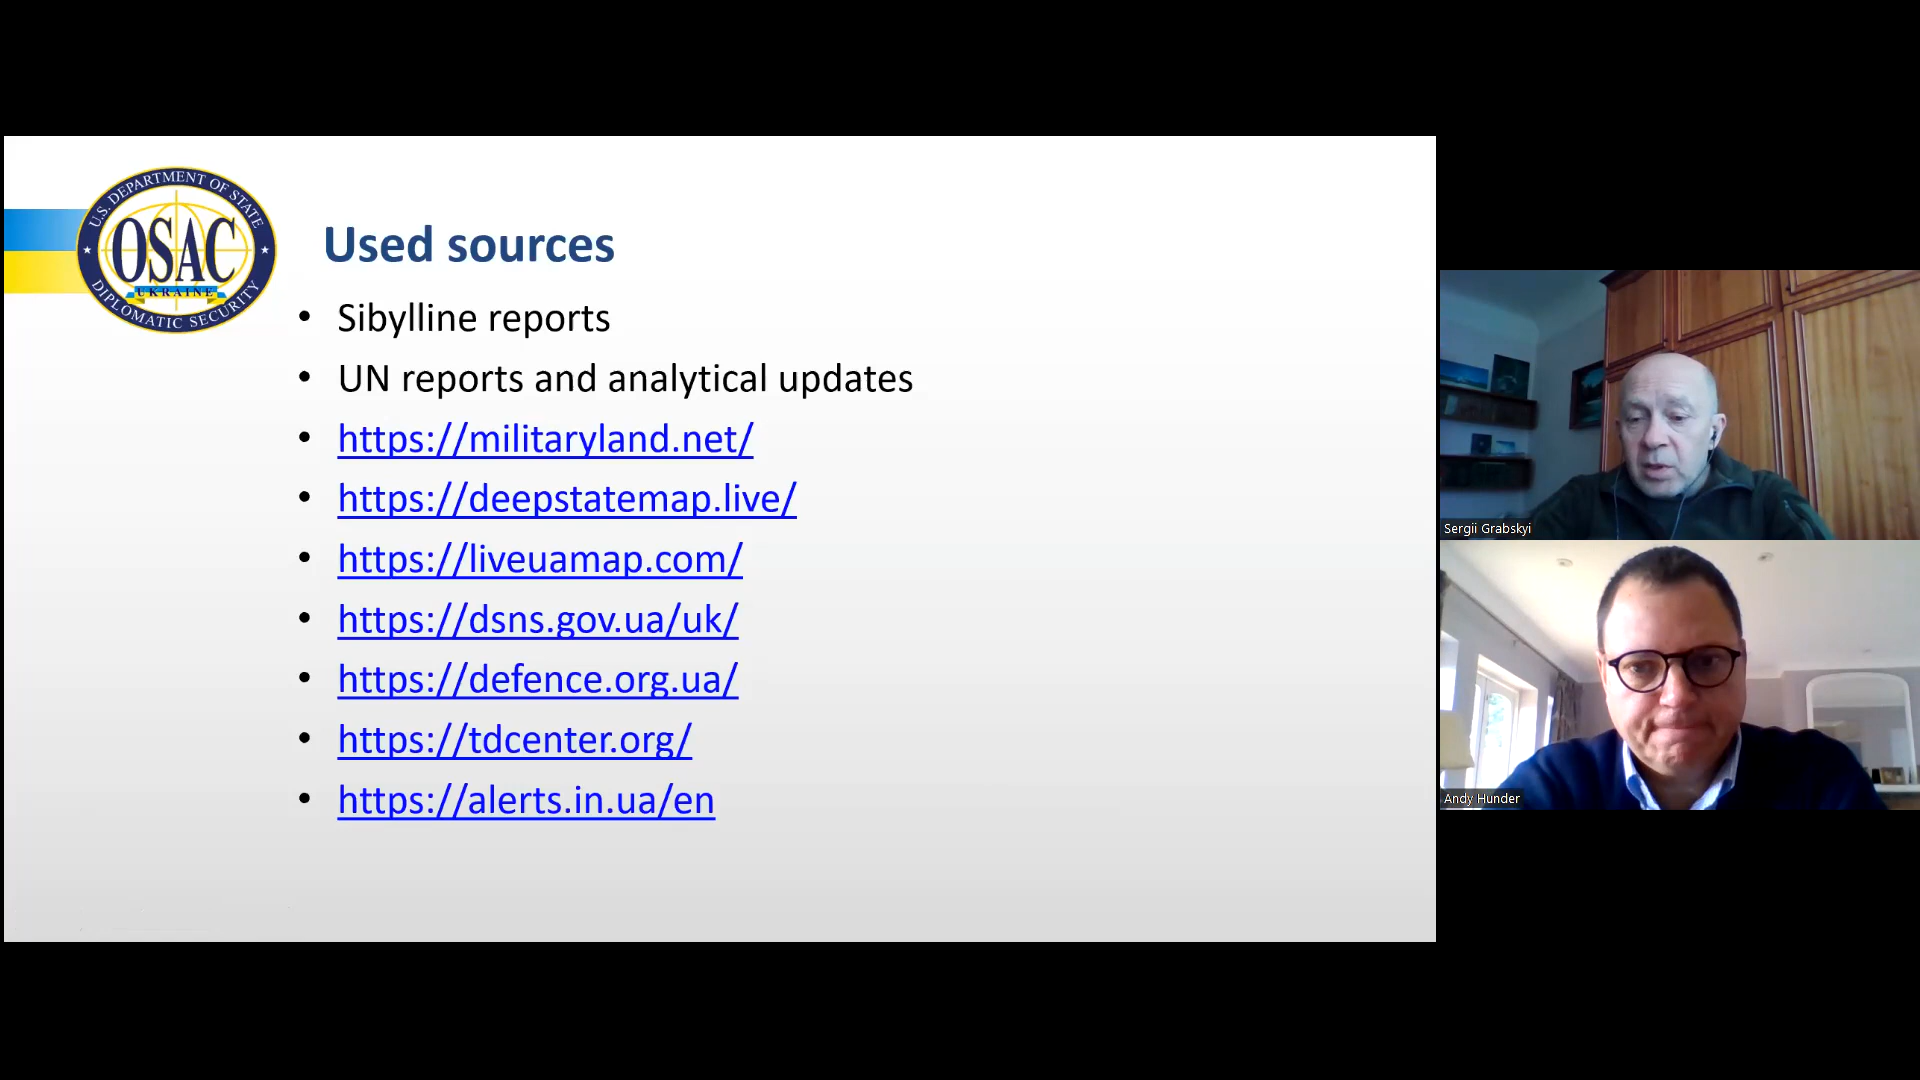 U.S. DEPARTMENT OF STATE
OSAC
UKRAINE
DIPLOMATIC SECURITY
Used sources
• Sibylline reports
• UN reports and analytical updates
• https://militaryland.net/
• https://deepstatemap.live/
• https://liveuamap.com/
• https://dsns.gov.ua/uk/
• https://defence.org.ua/
• https://tdcenter.org/
• https://alerts.in.ua/en
Sergii Grabskyi
Andy Hunder